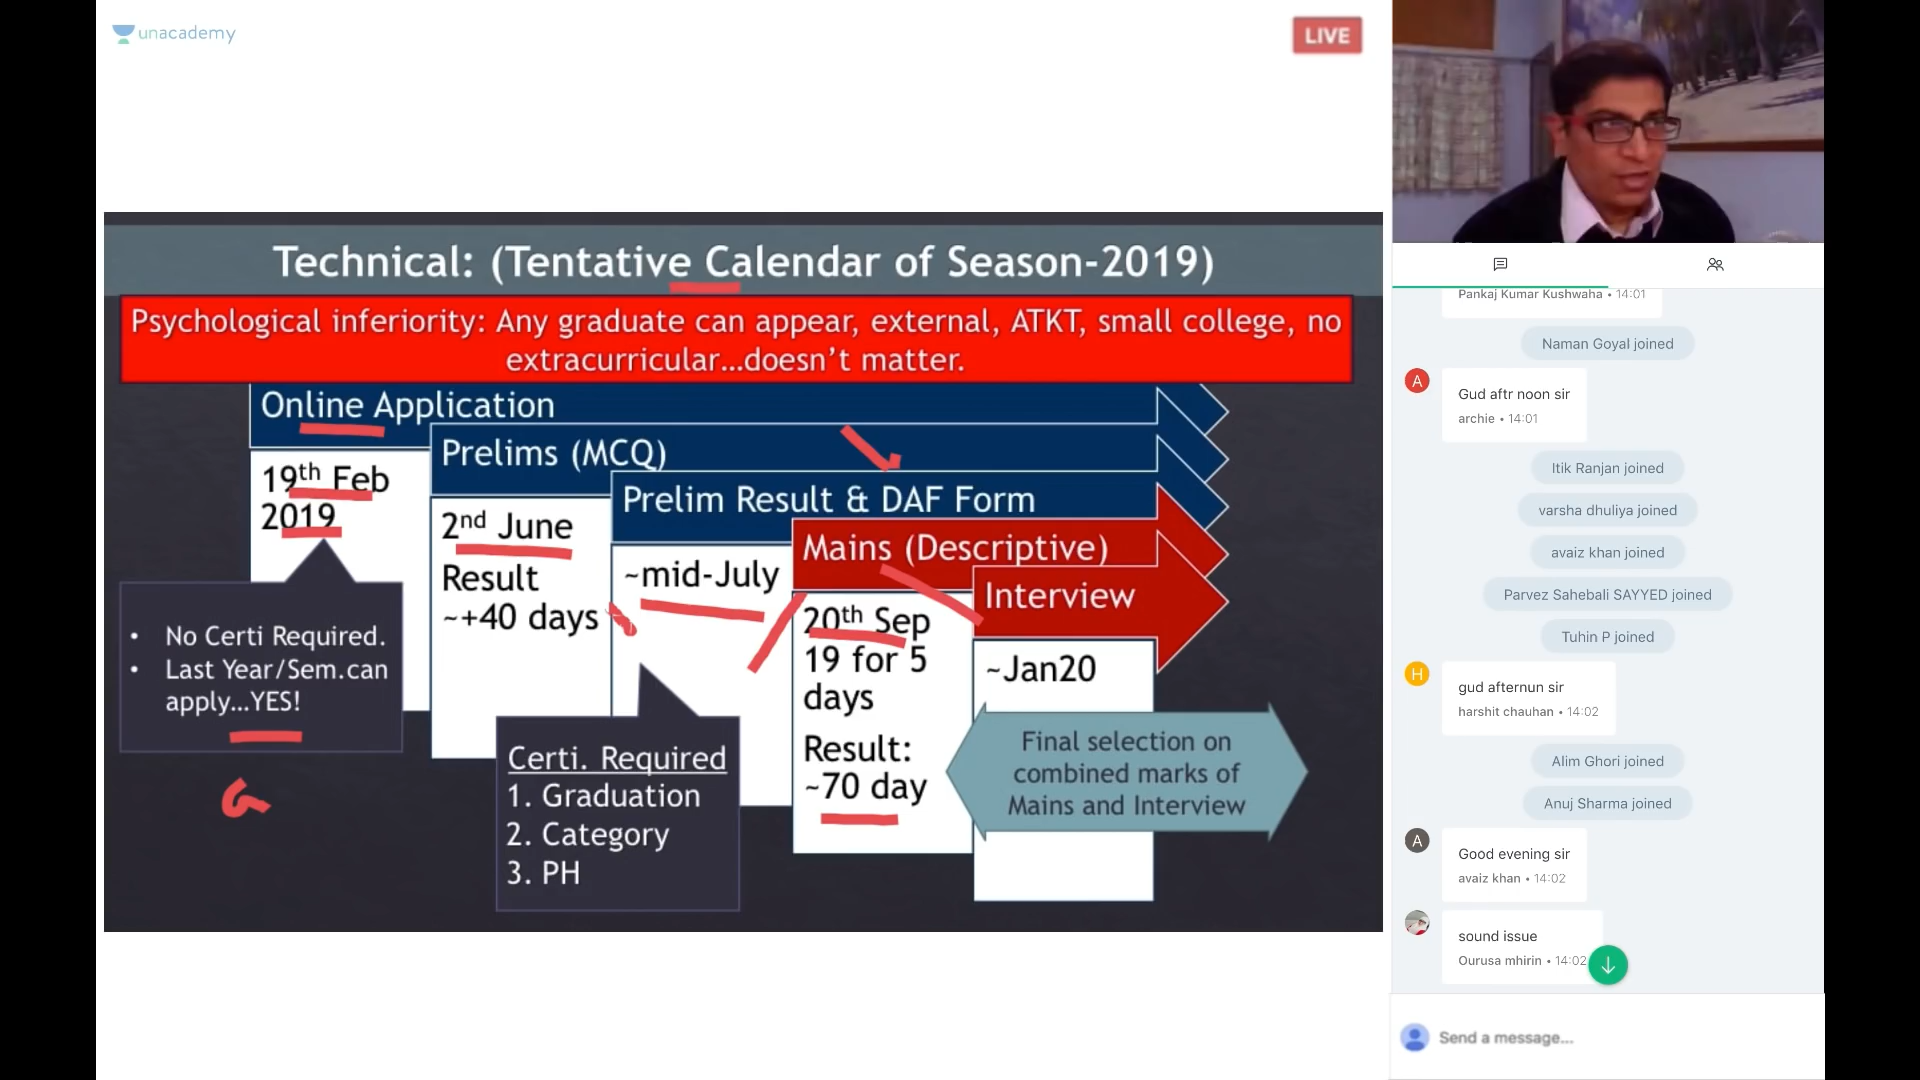 unacademy
LIVE
Technical: (Tentative Calendar of Season-2019)
Psychological inferiority: Any graduate can appear, external, ATKT, small college, no
extracurricular...doesn't matter.
Online Application
19th Feb
2019
• No Certi Required.
• Last Year/Sem.can
apply...YES!
Prelims (MCQ)
2nd June
Result
~+40 days
Prelim Result & DAF Form
~mid-July
Certi. Required
1. Graduation
2. Category
3. PH
Mains (Descriptive)
20th Sep
19 for 5
days
Result:
~70 day
Interview
~Jan20
Final selection on
combined marks of
Mains and Interview
Pankaj Kumar Kushwaha • 14:01
Naman Goyal joined
A
Gud aftr noon sir
archie • 14:01
Itik Ranjan joined
varsha dhuliya joined
avaiz khan joined
Parvez Sahebali SAYYED joined
Tuhin P joined
H
gud afternun sir
harshit chauhan • 14:02
Alim Ghori joined
Anuj Sharma joined
A
Good evening sir
avaiz khan • 14:02
sound issue
Ourusa mhirin • 14:02
Send a message...